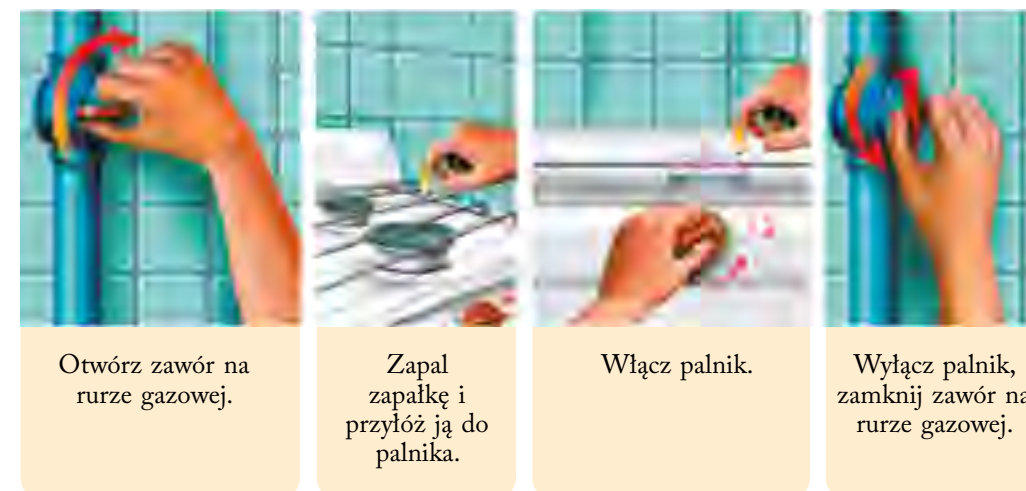 Otwórz zawór na
rurze gazowej.
Zapal
zapałkę i
przyłóż ją do
palnika.
Włącz palnik.
Wyłącz palnik,
zamknij zawór na
rurze gazowej.